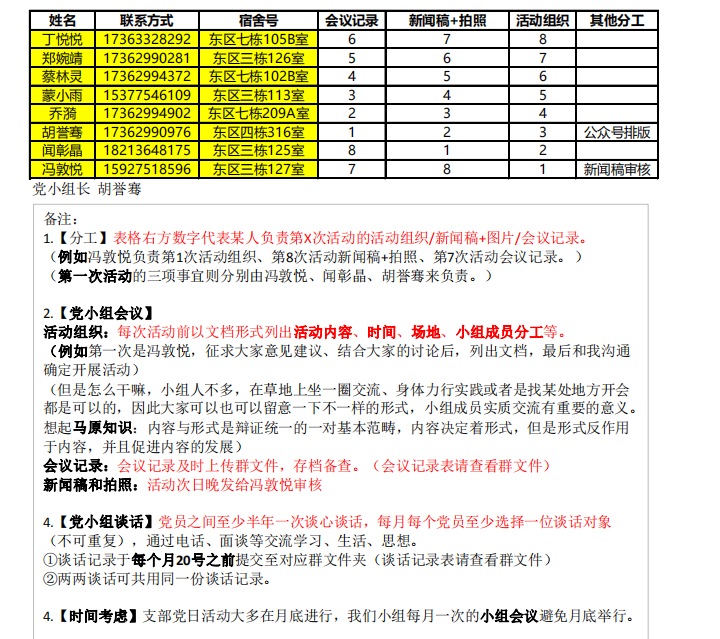 姓名 联系方式 宿舍号 会议记录 新闻稿+拍照 活动组织 其他分工
丁悦悦 17363328292 东区七栋105B室 6 7 8
郑婉靖 17362990281 东区三栋126室 5 6 7
蔡林灵 17362994372 东区七栋102B室 4 5 6
蒙小雨 15377546109 东区三栋113室 3 4 5
乔漪 17362994902 东区七栋209A室 2 3 4
胡誉骞 17362990976 东区四栋316室 1 2 3 公众号排版
闻彰晶 18213648175 东区三栋125室 8 1 2
冯敦悦 15927518596 东区三栋127室 7 8 1 新闻稿审核
党小组长 胡誉骞
备注：
1.【分工】表格右方数字代表某人负责第X次活动的活动组织/新闻稿+图片/会议记录。
（例如冯敦悦负责第1次活动组织、第8次活动新闻稿+拍照、第7次活动会议记录。）
（第一次活动的三项事宜则分别由冯敦悦、闻彰晶、胡誉骞来负责。）
2.【党小组会议】
活动组织：每次活动前以文档形式列出活动内容、时间、场地、小组成员分工等。
（例如第一次是冯敦悦，征求大家意见建议、结合大家的讨论后，列出文档，最后和我沟通
确定开展活动）
（但是怎么干嘛，小组人不多，在草地上坐一圈交流、身体力行实践或者是找某处地方开会
都是可以的，因此大家可以也可以留意一下不一样的形式，小组成员实质交流有重要的意义。
想起马原知识：内容与形式是辩证统一的一对基本范畴，内容决定着形式，但是形式反作用
于内容，并且促进内容的发展）
会议记录：会议记录及时上传群文件，存档备查。（会议记录表请查看群文件）
新闻稿和拍照：活动次日晚发给冯敦悦审核
4.【党小组谈话】党员之间至少半年一次谈心谈话，每月每个党员至少选择一位谈话对象
（不可重复），通过电话、面谈等交流学习、生活、思想。
①谈话记录于每个月20号之前提交至对应群文件夹（谈话记录表请查看群文件）
②两两谈话可共用同一份谈话记录。
4.【时间考虑】支部党日活动大多在月底进行，我们小组每月一次的小组会议避免月底举行。